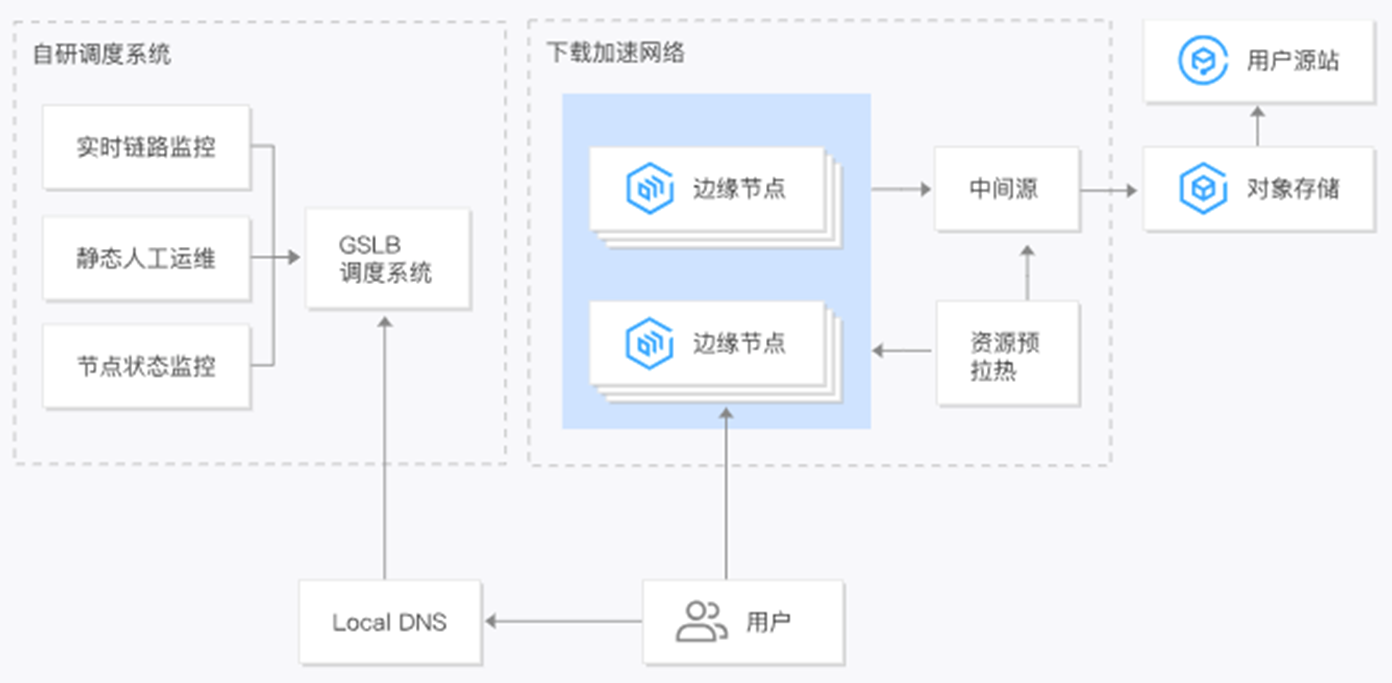 自研调度系统
实时链路监控
静态人工运维
节点状态监控
GSLB
调度系统
下载加速网络
边缘节点
边缘节点
中间源
资源预
拉热
用户源站
对象存储
Local DNS
用户